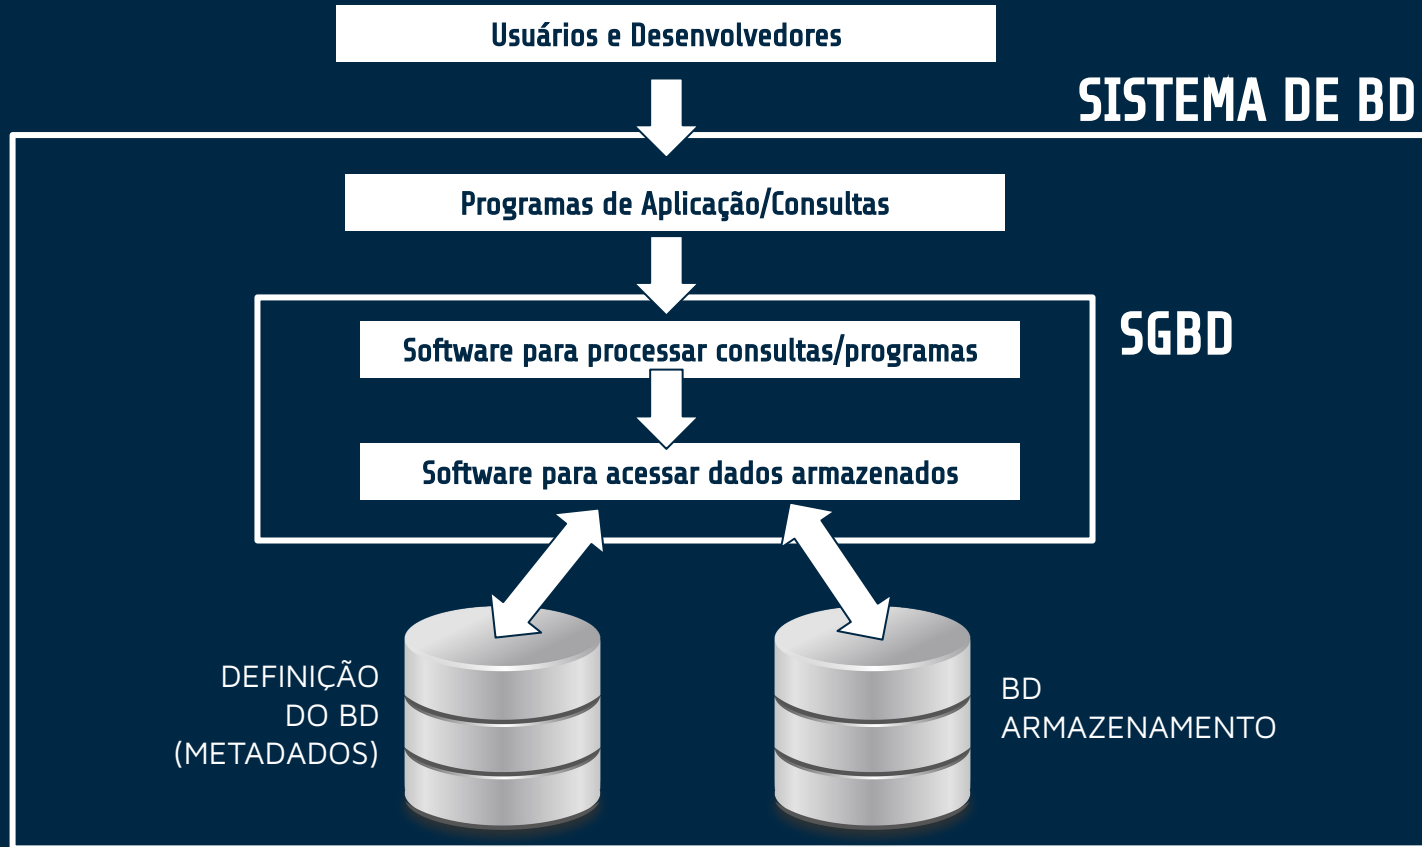 Usuários e Desenvolvedores
SISTEMA DE BD
Programas de Aplicação/Consultas
SGBD
Software para processar consultas/programas
Software para acessar dados armazenados
DEFINIÇÃO
DO BD
(METADADOS)
BD
ARMAZENAMENTO